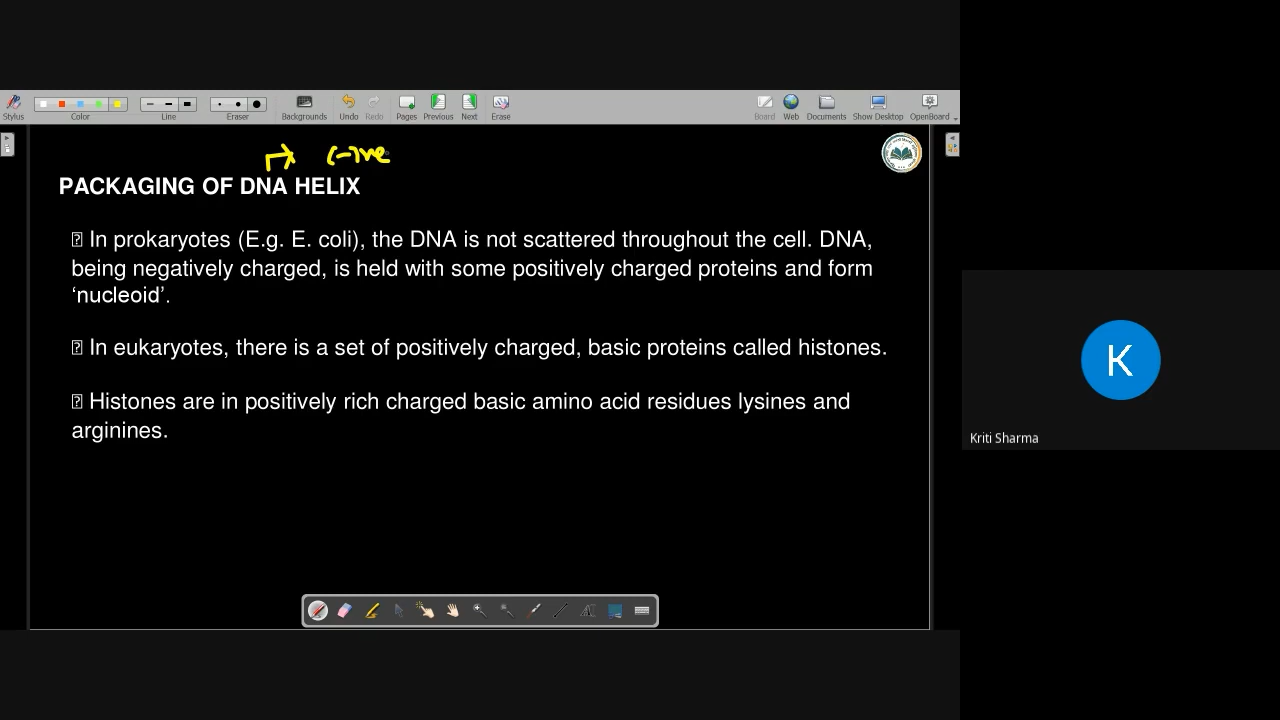 Stylus
Color
Line
Eraser
Backgrounds
Undo
Redo
Pages
Previous
Next
Erase
Board
Web
Documents
Show Desktop
OpenBoard
(-)ve
PACKAGING OF DNA HELIX
In prokaryotes (E.g. E. coli), the DNA is not scattered throughout the cell. DNA,
being negatively charged, is held with some positively charged proteins and form
‘nucleoid’.
In eukaryotes, there is a set of positively charged, basic proteins called histones.
Histones are in positively rich charged basic amino acid residues lysines and
arginines.
K
Kriti Sharma